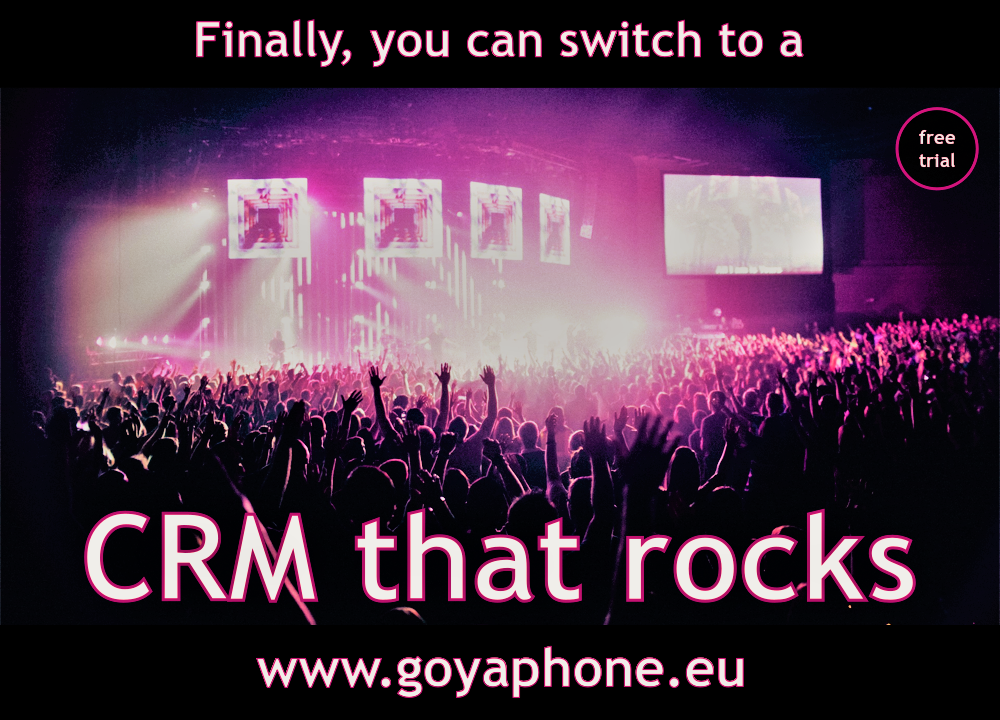 Finally, you can switch to a
free
trial
CRM that rocks
www.goyaphone.eu